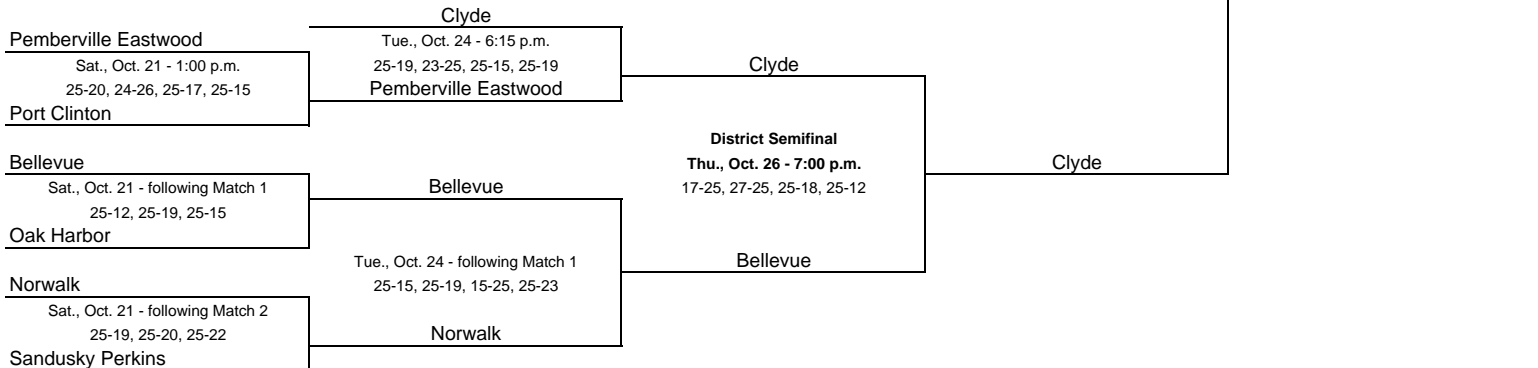 Clyde
Pemberville Eastwood
Tue., Oct. 24 - 6:15 p.m.
Sat., Oct. 21 - 1:00 p.m.
25-19, 23-25, 25-15, 25-19
Clyde
25-20, 24-26, 25-17, 25-15
Pemberville Eastwood
Port Clinton
District Semifinal
Bellevue
Thu., Oct. 26 - 7:00 p.m.
Clyde
Sat., Oct. 21 - following Match 1
Bellevue
17-25, 27-25, 25-18, 25-12
25-12, 25-19, 25-15
Oak Harbor
Tue., Oct. 24 - following Match 1
Bellevue
Norwalk
25-15, 25-19, 15-25, 25-23
Sat., Oct. 21 - following Match 2
25-19, 25-20, 25-22
Norwalk
Sandusky Perkins